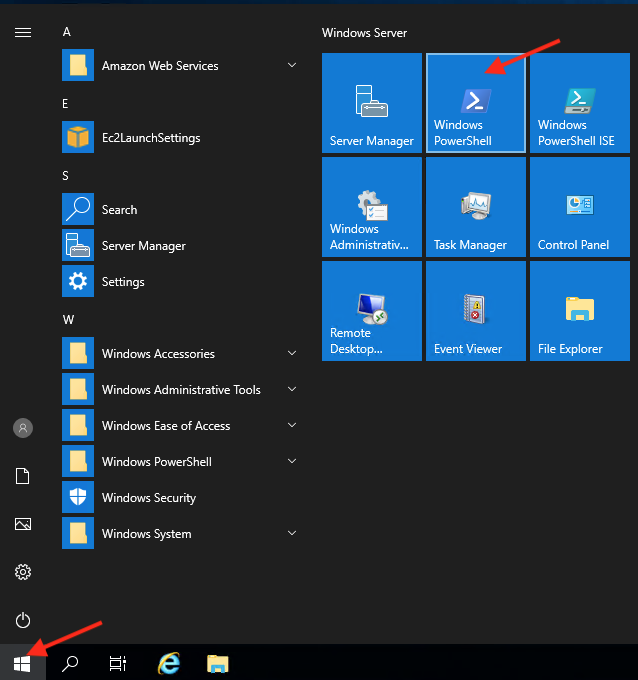 A
Amazon Web Services
E
Ec2LaunchSettings
S
Search
Server Manager
Settings
W
Windows Accessories
Windows Administrative Tools
Windows Ease of Access
Windows PowerShell
Windows Security
Windows System
Windows Server
Server Manager
Windows
PowerShell
Windows
PowerShell ISE
Windows
Administrativ...
Task Manager
Control Panel
Remote
Desktop...
Event Viewer
File Explorer